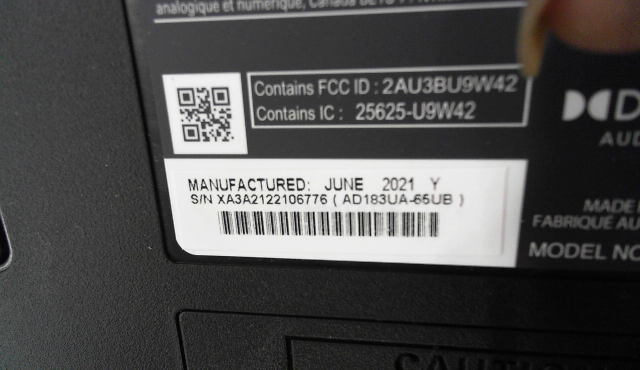 analogique et numérique, Canada
Contains FCC ID : 2AU3BU9W42
Contains IC : 25625-U9W42
MANUFACTURED: JUNE 2021 Y
S/N XA3A2122106776 ( AD183UA-65UB )
MADE
FABRIQUÉ AU
MODEL NO